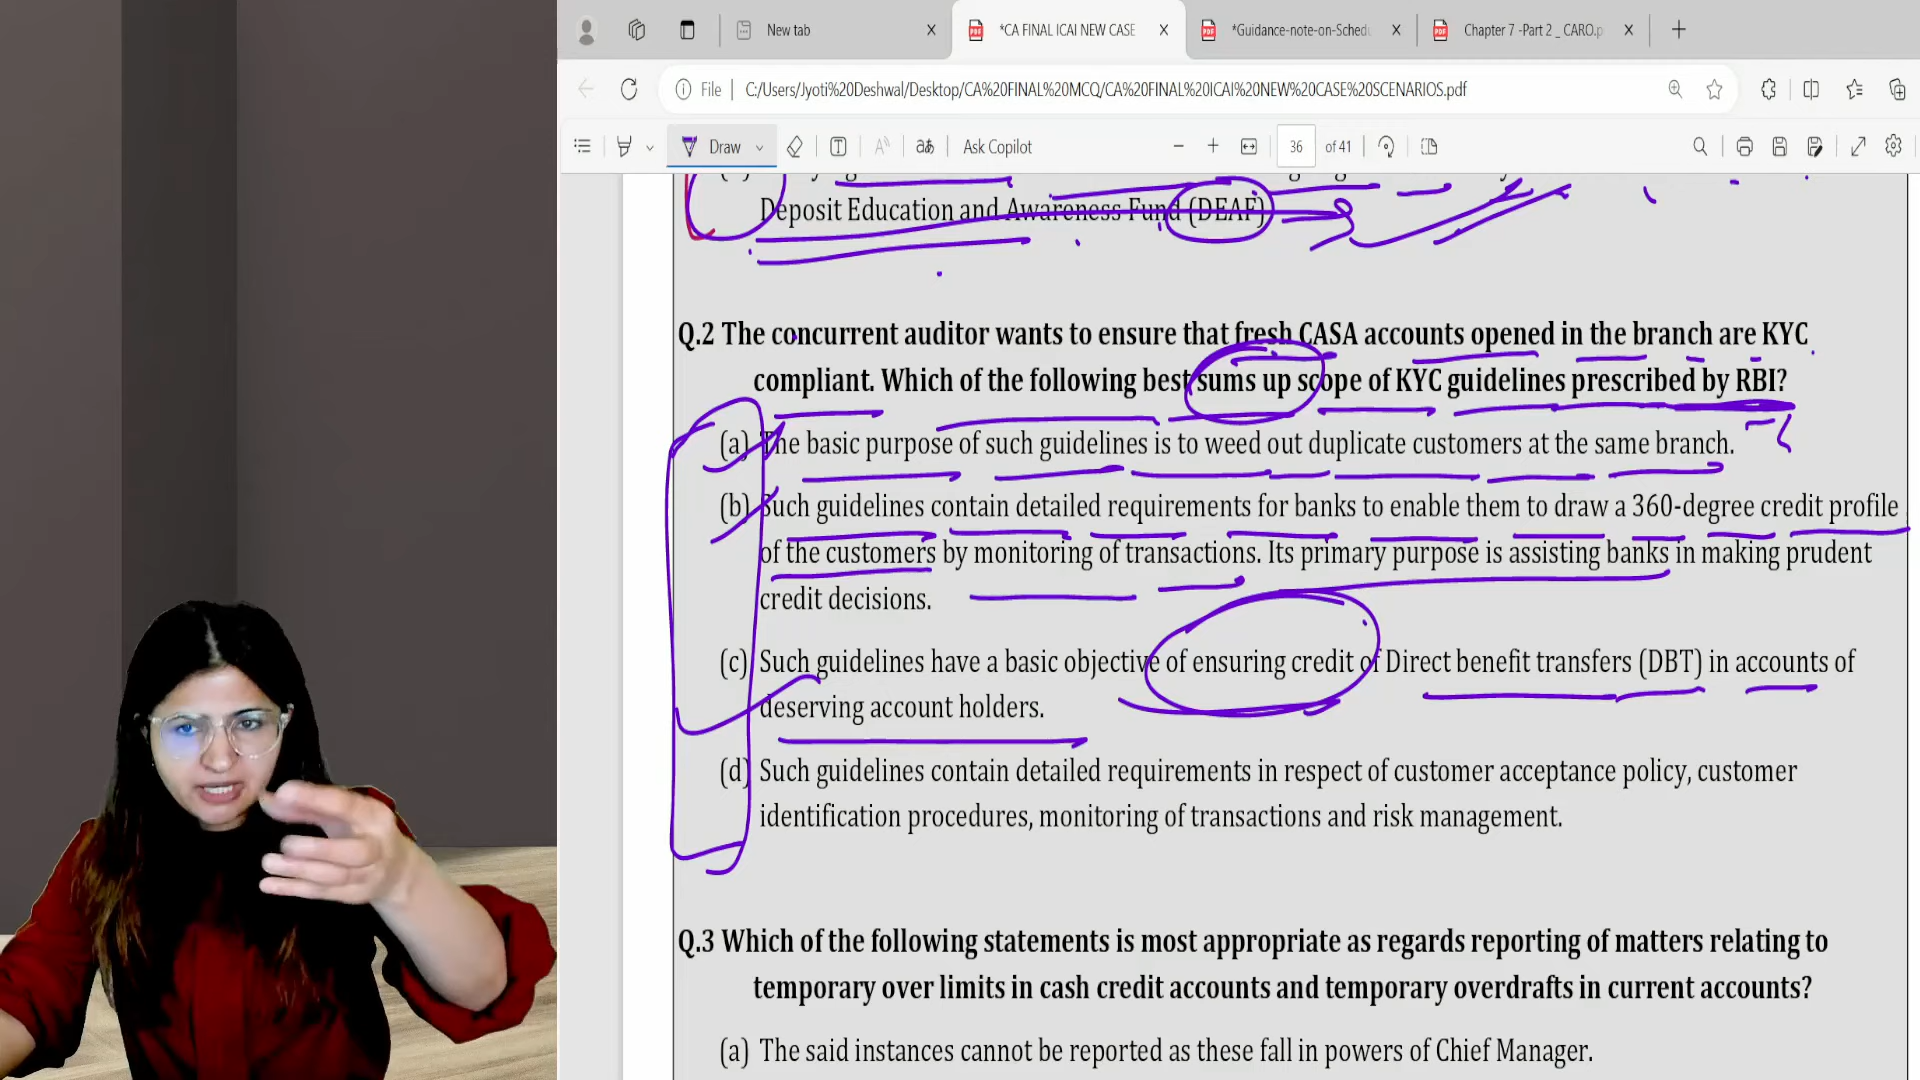 New tab
*CA FINAL ICAI NEW CASE
*Guidance-note-on-Schedu
Chapter 7 -Part 2 _ CARO.p
File
C:/Users/Jyoti%20Deshwal/Desktop/CA%20FINAL%20MCQ/CA%20FINAL%20ICAI%20NEW%20CASE%20SCENARIOS.pdf
Draw
Ask Copilot
36 of 41
Deposit Education and Awareness Fund (DEAF)
Q.2 The concurrent auditor wants to ensure that fresh CASA accounts opened in the branch are KYC
compliant. Which of the following best sums up scope of KYC guidelines prescribed by RBI?
(a) The basic purpose of such guidelines is to weed out duplicate customers at the same branch.
(b) Such guidelines contain detailed requirements for banks to enable them to draw a 360-degree credit profile
of the customers by monitoring of transactions. Its primary purpose is assisting banks in making prudent
credit decisions.
(c) Such guidelines have a basic objective of ensuring credit of Direct benefit transfers (DBT) in accounts of
deserving account holders.
(d) Such guidelines contain detailed requirements in respect of customer acceptance policy, customer
identification procedures, monitoring of transactions and risk management.
Q.3 Which of the following statements is most appropriate as regards reporting of matters relating to
temporary over limits in cash credit accounts and temporary overdrafts in current accounts?
(a) The said instances cannot be reported as these fall in powers of Chief Manager.